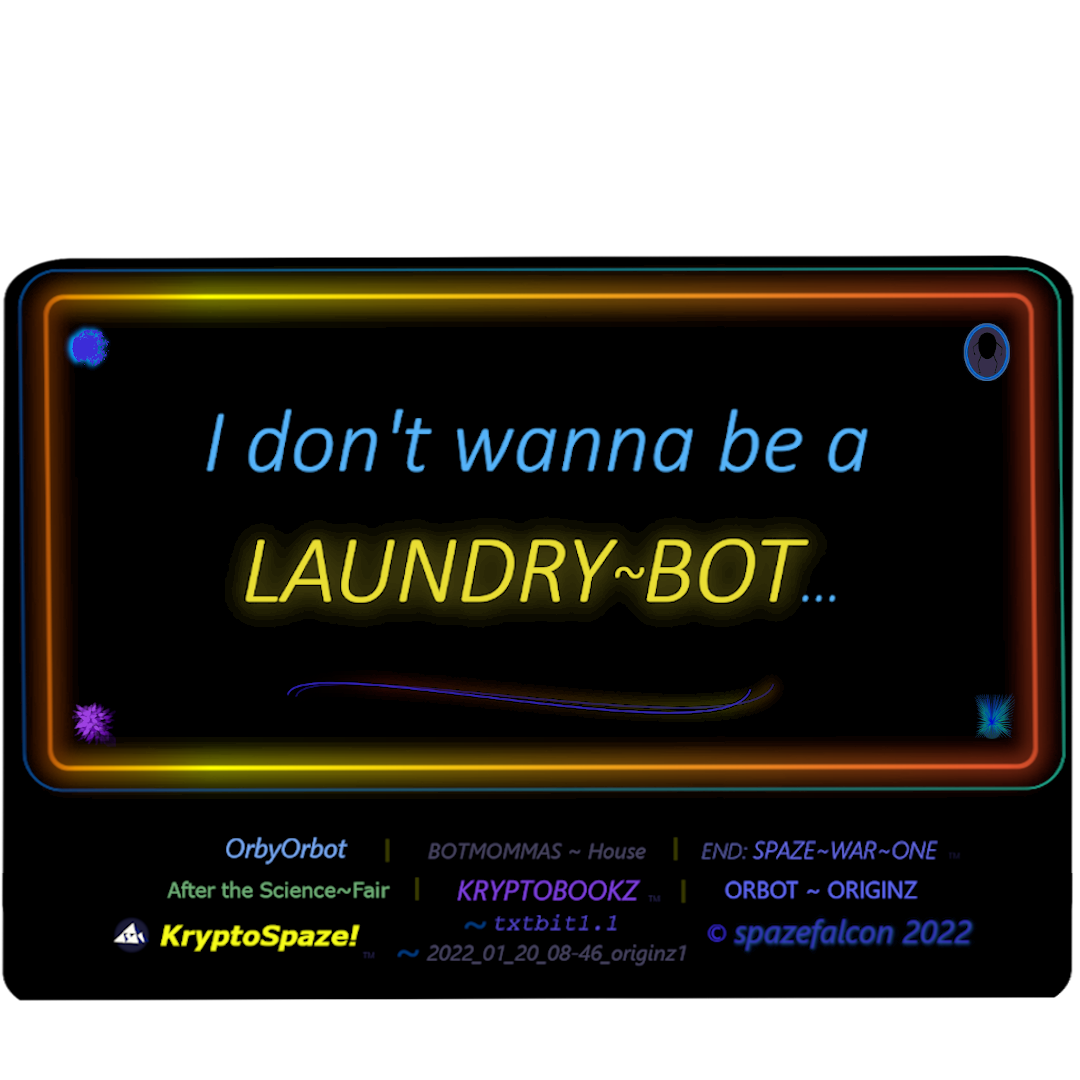 I don't wanna be a
LAUNDRY~BOT...
OrbyOrbot | BOTMOMMAS ~ House | END: SPAZE~WAR~ONE ™
After the Science~Fair | KRYPTOBOOKZ ™ | ORBOT ~ ORIGINZ
KryptoSpaze! ™ ~ txtbit1.1 © spazefalcon 2022
~ 2022_01_20_08-46_originz1